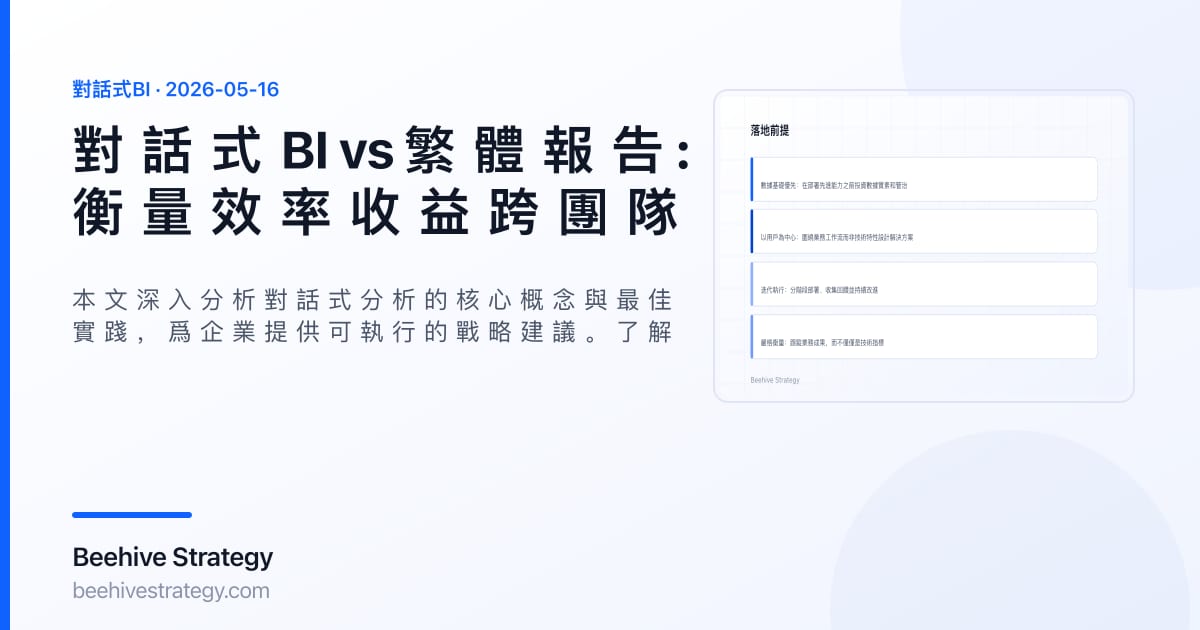 對話式BI · 2026-05-16
對話式BI vs繁體報告:
衡量效率收益跨團隊
本文深入分析對話式分析的核心概念與最佳
實踐，爲企業提供可執行的戰略建議。了解
落地前提
數據基礎優先：在部署先進能力之前投資數據質素和管治
以用戶為中心：圍繞業務工作流而非技術特性設計解決方案
迭代執行：分階段部署、收集回饋並持續改進
嚴格衡量：跟蹤業務成果，而不僅僅是技術指標
Beehive Strategy
Beehive Strategy
beehivestrategy.com